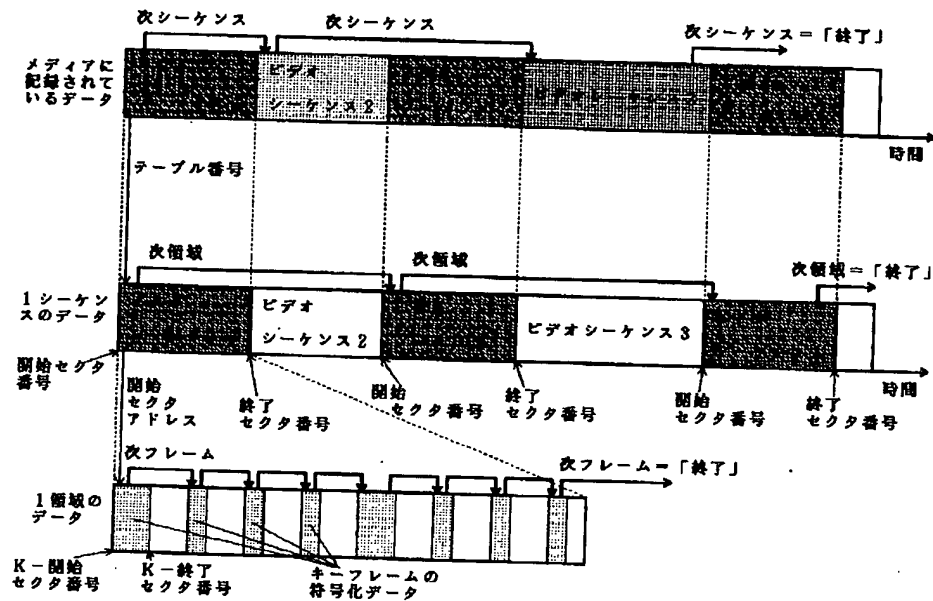 次シーケンス
次シーケンス
次シーケンス=「終了」
メディアに
記録されて
いるデータ
ビデオ
シーケンス2
時間
テーブル番号
次領域
次領域
次領域=「終了」
1シーケン
スのデータ
ビデオ
シーケンス2
ビデオシーケンス3
時間
開始セクタ
番号
開始
セクタ
アドレス
終了
セクタ番号
開始
セクタ番号
終了
セクタ番号
開始
セクタ番号
終了
セクタ番号
次フレーム
次フレーム=「終了」
1領域の
データ
K-開始
セクタ番号
K-終了
セクタ番号
キーフレームの
符号化データ